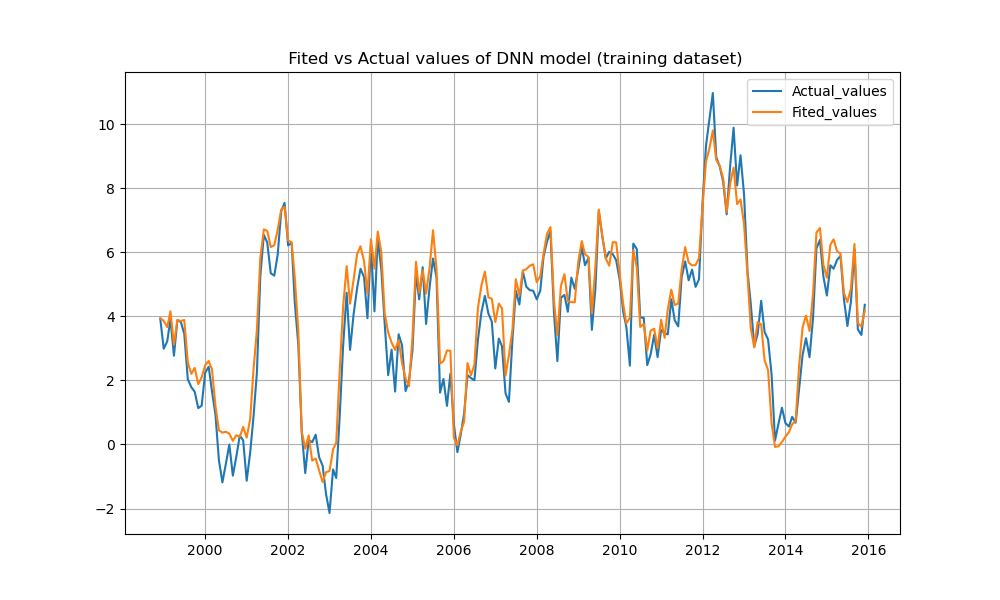 Fited vs Actual values of DNN model (training dataset)
Actual_values
Fited_values
10
8
6
4
2
0
−2
2000 2002 2004 2006 2008 2010 2012 2014 2016